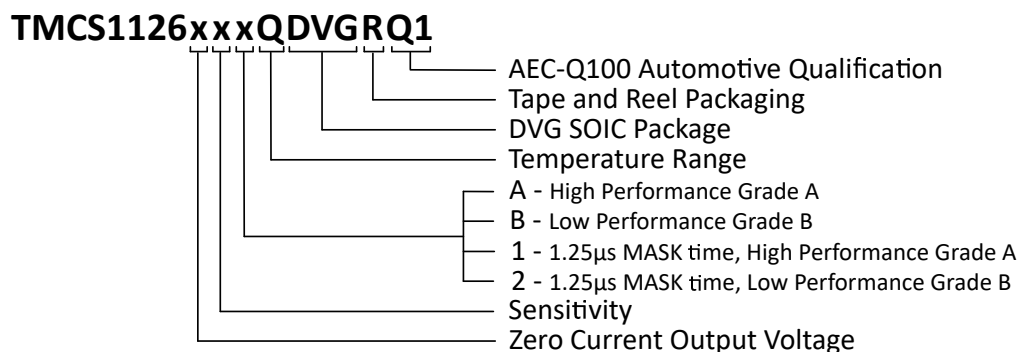 TMCS1126xxxQDVGRQ1
AEC-Q100 Automotive Qualification
Tape and Reel Packaging
DVG SOIC Package
Temperature Range
A - High Performance Grade A
B - Low Performance Grade B
1 - 1.25µs MASK time, High Performance Grade A
2 - 1.25µs MASK time, Low Performance Grade B
Sensitivity
Zero Current Output Voltage